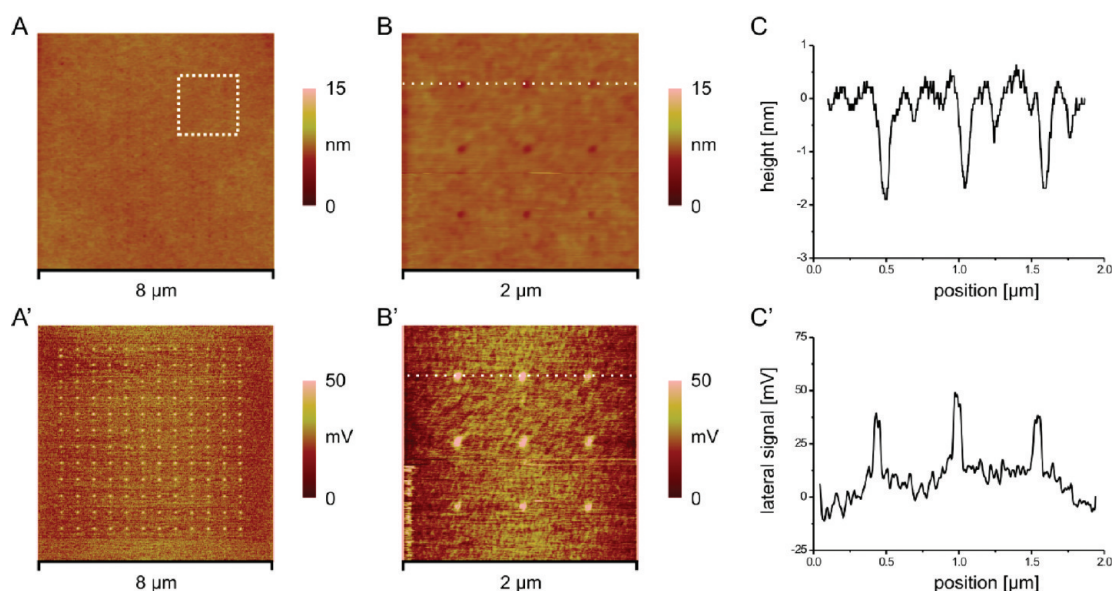 A
15
nm
0
8 µm
B
15
nm
0
2 µm
C
1
0
-1
-2
-3
height [nm]
0.0 0.5 1.0 1.5 2.0
position [µm]
A'
50
mV
0
8 µm
B'
50
mV
0
2 µm
C'
75
50
25
0
-25
lateral signal [mV]
0.0 0.5 1.0 1.5 2.0
position [µm]